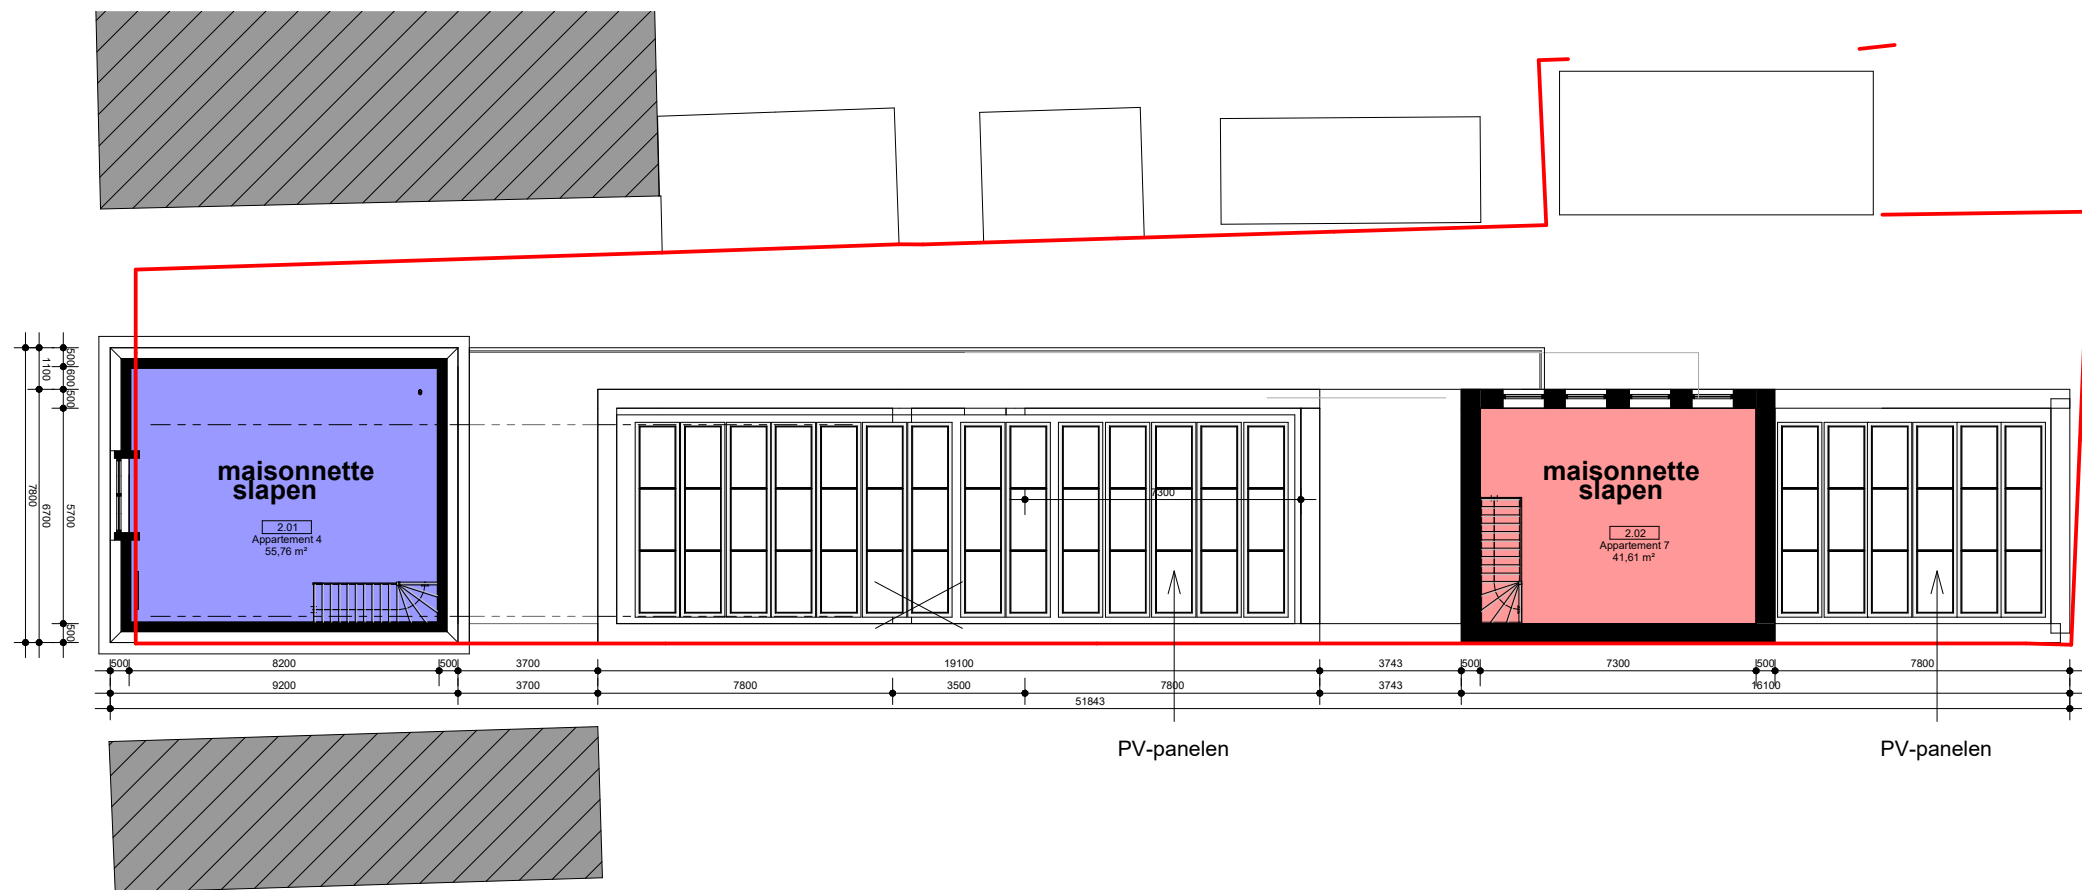 maisonnette
slapen
2.01
Appartement 4
55,76 m²
maisonnette
slapen
2.02
Appartement 7
41,61 m²
7300
500
600
500
1100
7800
6700
5700
500
500
8200
500
3700
19100
3743
500
7300
500
7800
9200
3700
7800
3500
7800
3743
16100
51843
PV-panelen
PV-panelen